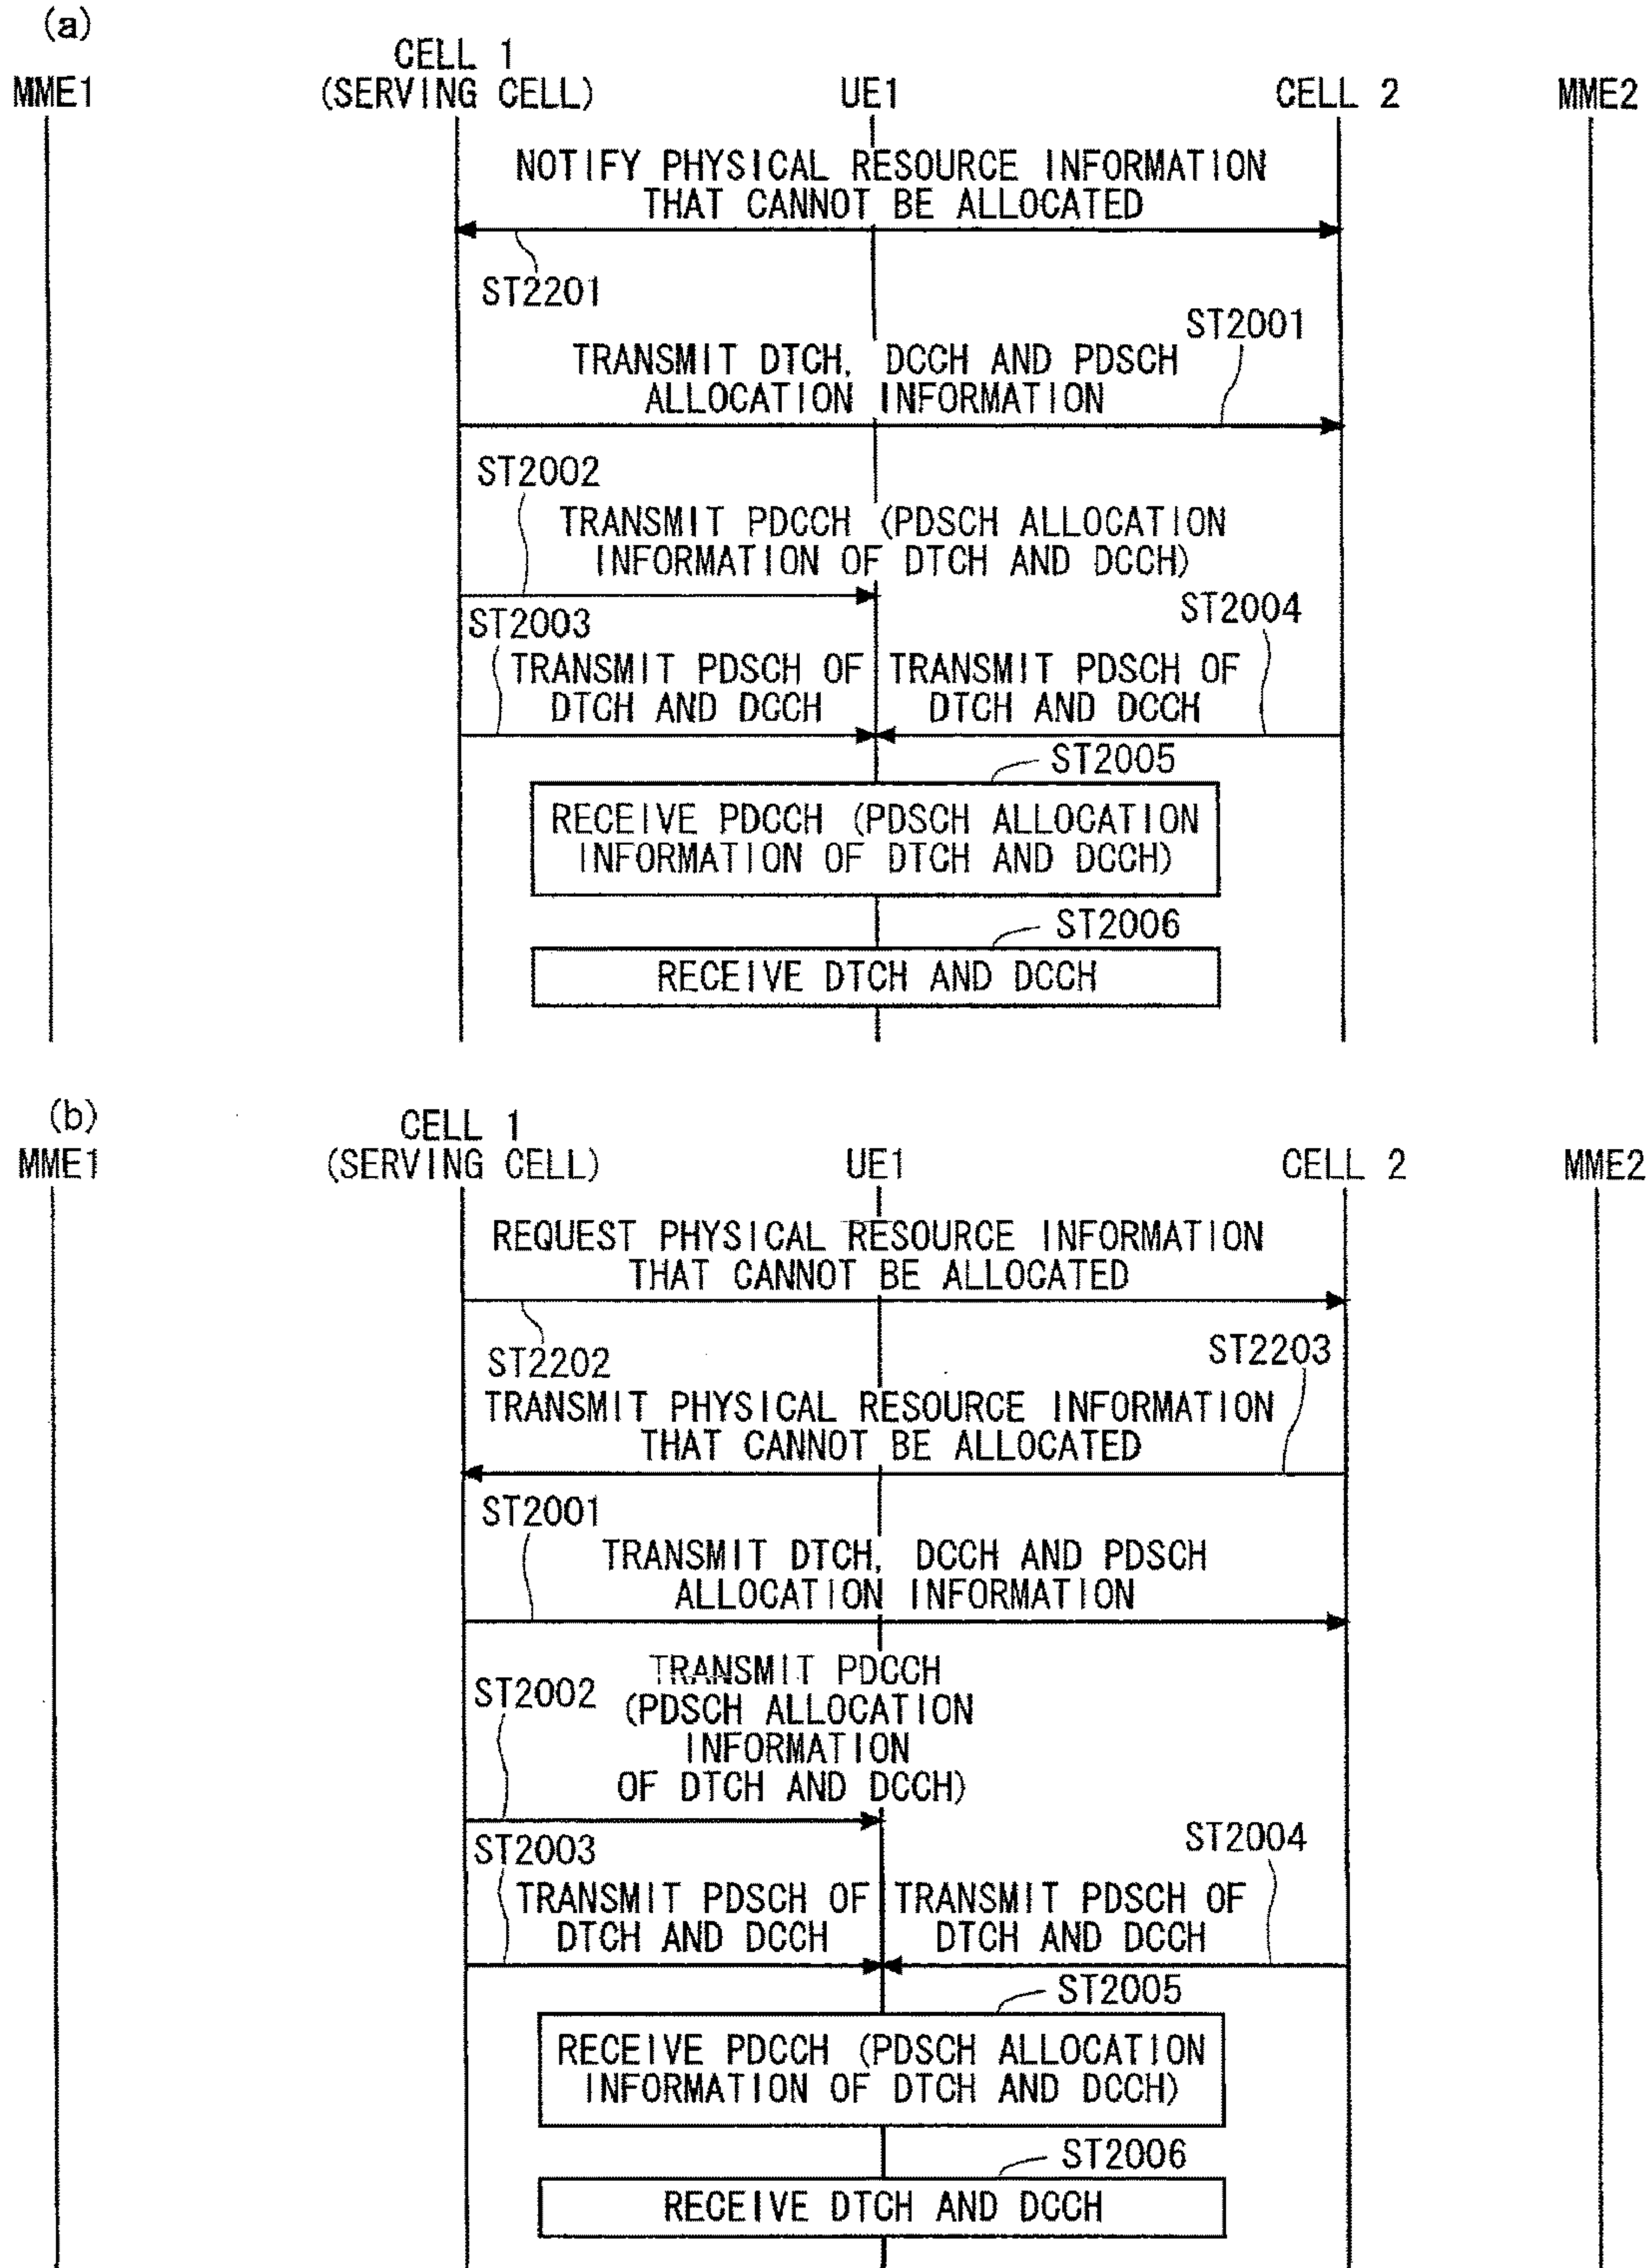 (a)
CELL 1
MME1 (SERVING CELL) UE1 CELL 2 MME2
NOTIFY PHYSICAL RESOURCE INFORMATION
THAT CANNOT BE ALLOCATED
ST2201
ST2001
TRANSMIT DTCH, DCCH AND PDSCH
ALLOCATION INFORMATION
ST2002
TRANSMIT PDCCH (PDSCH ALLOCATION
INFORMATION OF DTCH AND DCCH)
ST2004
ST2003
TRANSMIT PDSCH OF TRANSMIT PDSCH OF
DTCH AND DCCH DTCH AND DCCH
ST2005
RECEIVE PDCCH (PDSCH ALLOCATION
INFORMATION OF DTCH AND DCCH)
ST2006
RECEIVE DTCH AND DCCH
(b)
CELL 1
MME1 (SERVING CELL) UE1 CELL 2 MME2
REQUEST PHYSICAL RESOURCE INFORMATION
THAT CANNOT BE ALLOCATED
ST2202
ST2203
TRANSMIT PHYSICAL RESOURCE INFORMATION
THAT CANNOT BE ALLOCATED
ST2001
TRANSMIT DTCH, DCCH AND PDSCH
ALLOCATION INFORMATION
ST2002
TRANSMIT PDCCH
(PDSCH ALLOCATION
INFORMATION
OF DTCH AND DCCH)
ST2003
ST2004
TRANSMIT PDSCH OF TRANSMIT PDSCH OF
DTCH AND DCCH DTCH AND DCCH
ST2005
RECEIVE PDCCH (PDSCH ALLOCATION
INFORMATION OF DTCH AND DCCH)
ST2006
RECEIVE DTCH AND DCCH